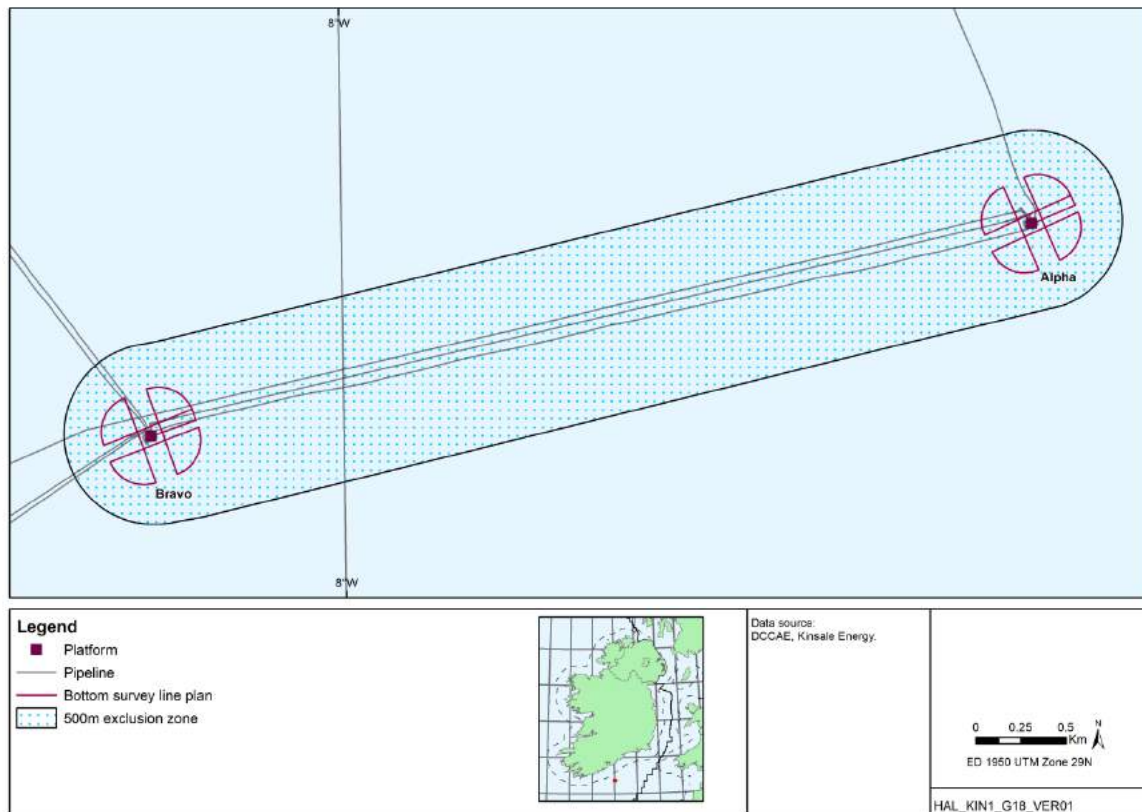 8°W
Alpha
Bravo
8°W
Legend
Platform
Pipeline
Bottom survey line plan
500m exclusion zone
Data source:
DCCAE, Kinsale Energy.
0 0.25 0.5
Km
N
ED 1950 UTM Zone 29N
HAL_KIN1_G18_VER01